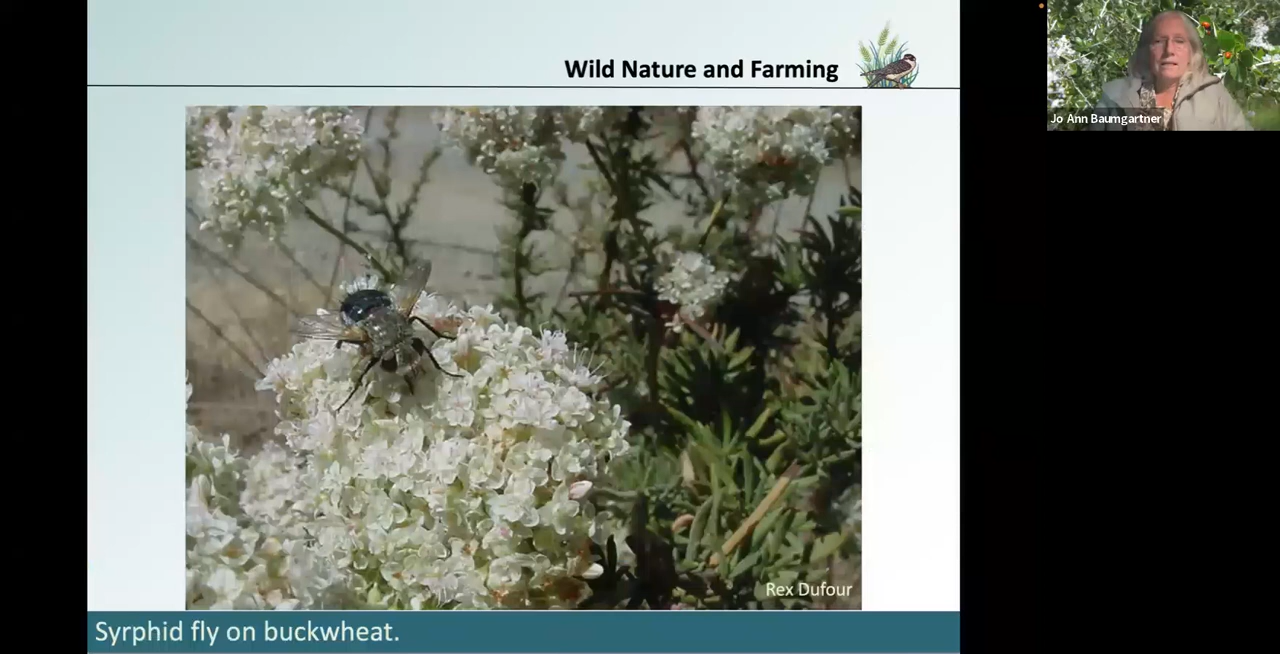 Wild Nature and Farming
Jo Ann Baumgartner
Rex Dufour
Syrphid fly on buckwheat.